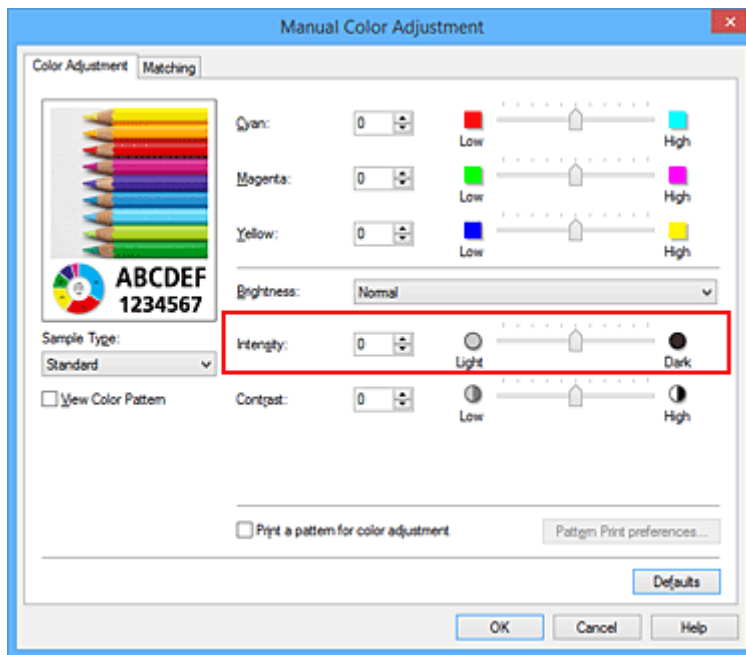 Manual Color Adjustment
Color Adjustment
Matching
ABCDEF
1234567
Sample Type:
Standard
View Color Pattern
Cyan:
0
Low
High
Magenta:
0
Low
High
Yellow:
0
Low
High
Brightness:
Normal
Intensity:
0
Light
Dark
Contrast:
0
Low
High
Print a pattern for color adjustment
Pattern Print preferences...
Defaults
OK
Cancel
Help